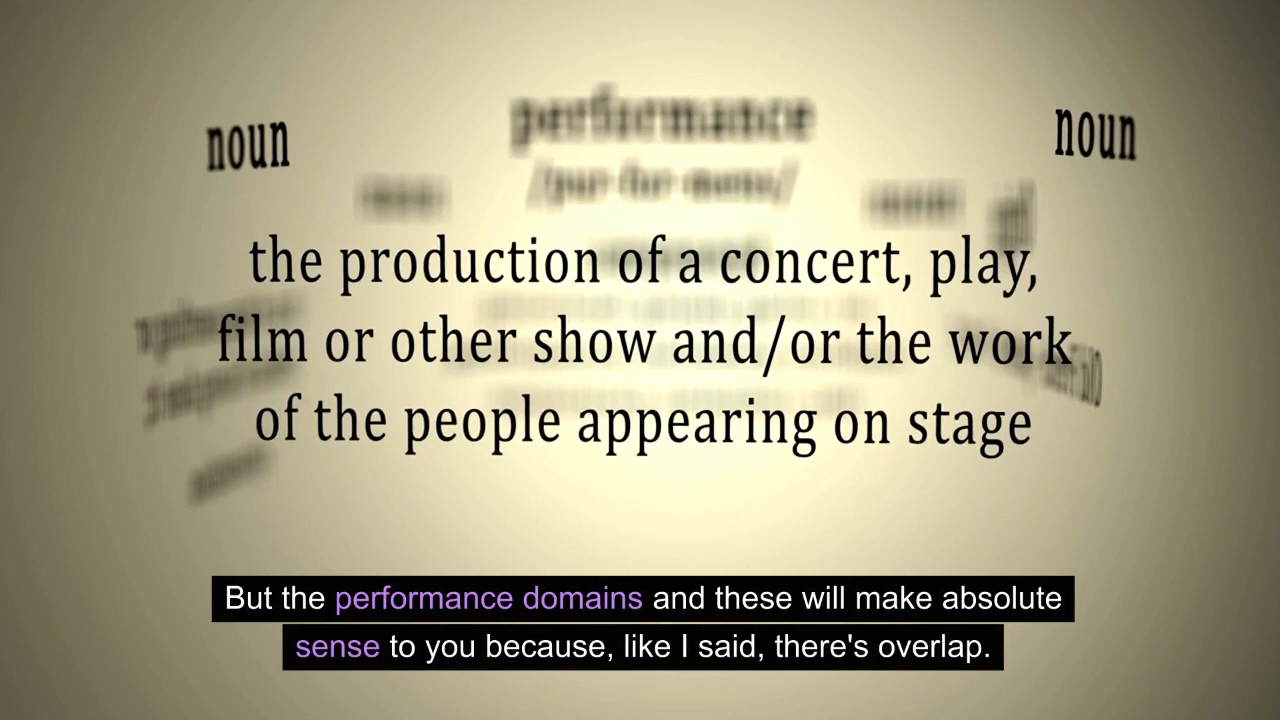 performance
noun
noun
the production of a concert, play,
film or other show and/or the work
of the people appearing on stage
But the performance domains and these will make absolute
sense to you because, like I said, there's overlap.